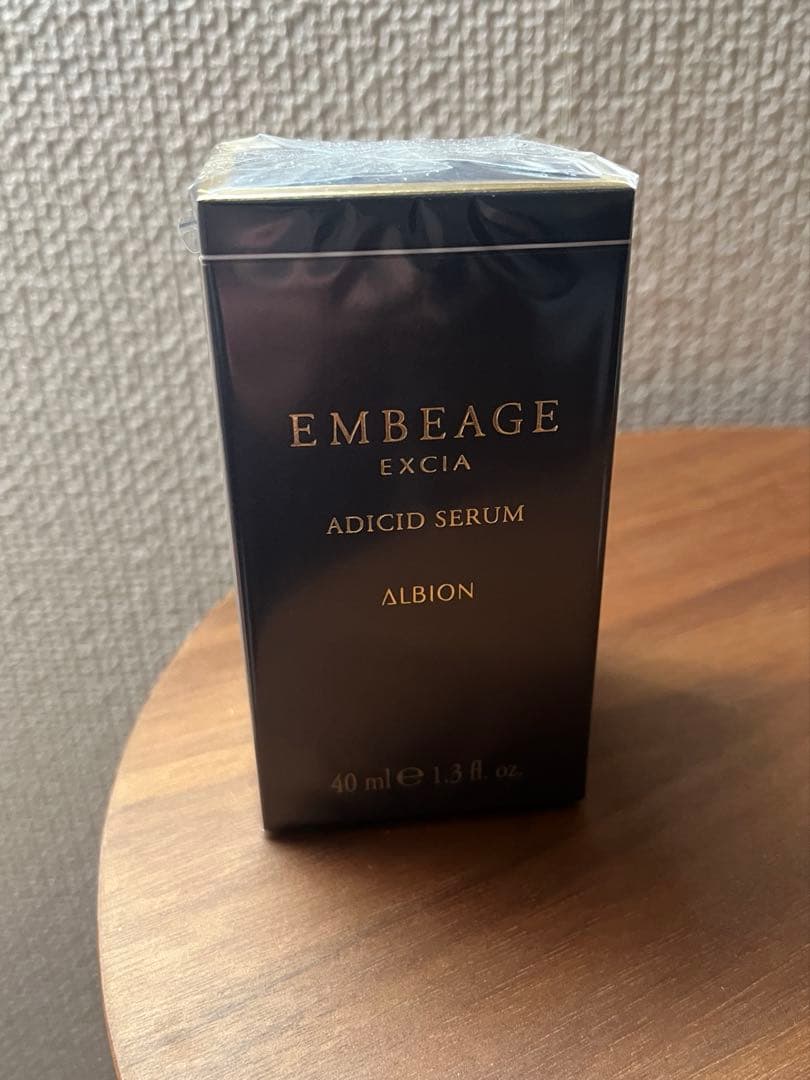 EMBEAGE
EXCIA
ADICID SERUM
ALBION
40 ml ℮ 1.3 fl. oz.